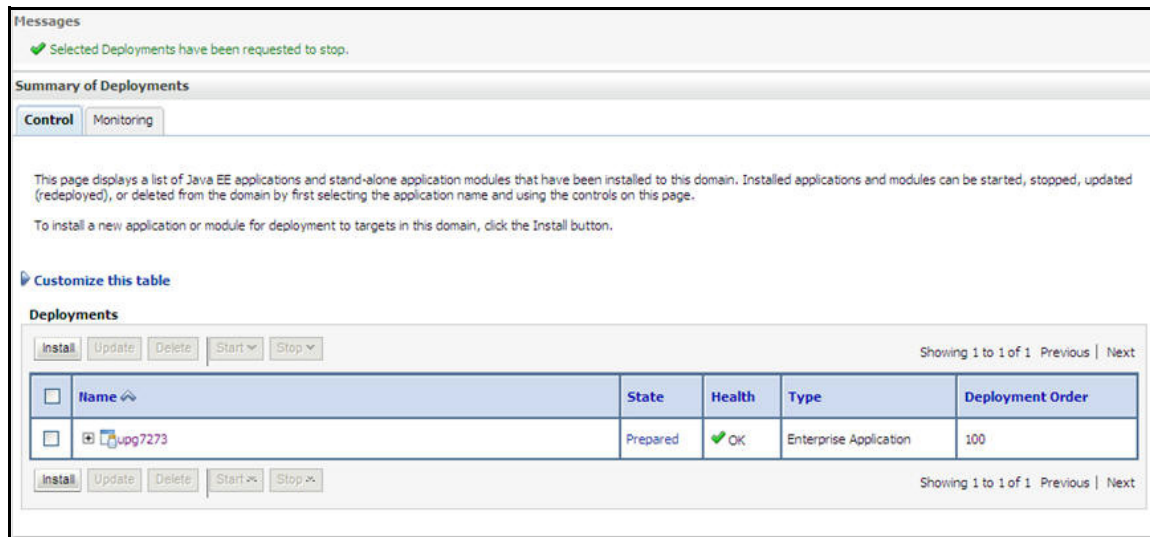 Messages
Selected Deployments have been requested to stop.
Summary of Deployments
Control Monitoring
This page displays a list of Java EE applications and stand-alone application modules that have been installed to this domain. Installed applications and modules can be started, stopped, updated
(redeployed), or deleted from the domain by first selecting the application name and using the controls on this page.
To install a new application or module for deployment to targets in this domain, click the Install button.
Customize this table
Deployments
Install Update Delete Start Stop Showing 1 to 1 of 1 Previous | Next
Name State Health Type Deployment Order
upg7273 Prepared OK Enterprise Application 100
Install Update Delete Start Stop Showing 1 to 1 of 1 Previous | Next